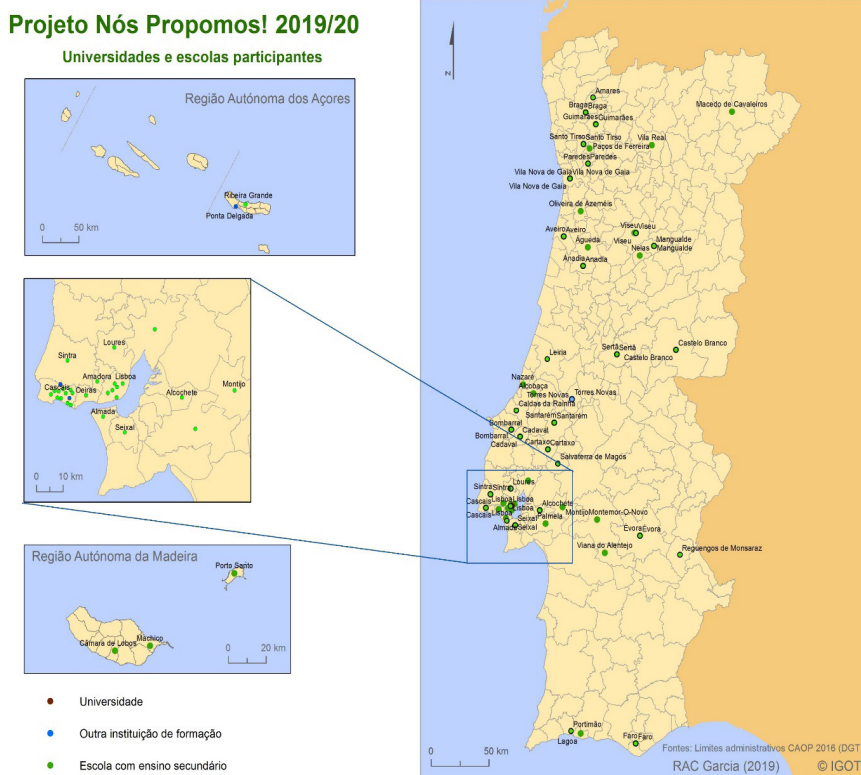 Projeto Nós Propomos! 2019/20
Universidades e escolas participantes
Região Autónoma dos Açores
Ribeira Grande
Ponta Delgada
0 50 km
Sintra
Loures
Amadora
Lisboa
Cascais
Oeiras
Alcochete
Montijo
Almada
Seixal
0 10 km
Região Autónoma da Madeira
Porto Santo
Machico
Câmara de Lobos
0 20 km
Universidade
Outra instituição de formação
Escola com ensino secundário
N
Amares
Braga Braga
Guimarães Guimarães
Macedo de Cavaleiros
Santo Tirso Santo Tirso
Paços de Ferreira
Vila Real
Paredes Paredes
Vila Nova de Gaia Vila Nova de Gaia
Vila Nova de Gaia
Oliveira de Azeméis
Aveiro Aveiro
Viseu Viseu
Viseu
Águeda
Mangualde
Mangualde
Nelas
Anadia Anadia
Leiria
Sertã Sertã
Castelo Branco
Castelo Branco
Nazaré
Alcobaça
Torres Novas
Torres Novas
Caldas da Rainha
Santarém Santarém
Bombarral
Bombarral
Cadaval
Cadaval
Cartaxo Cartaxo
Salvaterra de Magos
Loures
Sintra Sintra
Lisboa Lisboa
Cascais
Cascais
Lisboa Lisboa
Alcochete
Montijo
Montemor-O-Novo
Palmela
Seixal
Almada Seixal
Évora Évora
Viana do Alentejo
Reguengos de Monsaraz
Portimão
Lagoa
Faro Faro
0 50 km
Fontes: Limites administrativos CAOP 2016 (DGT
RAC Garcia (2019) © IGOT